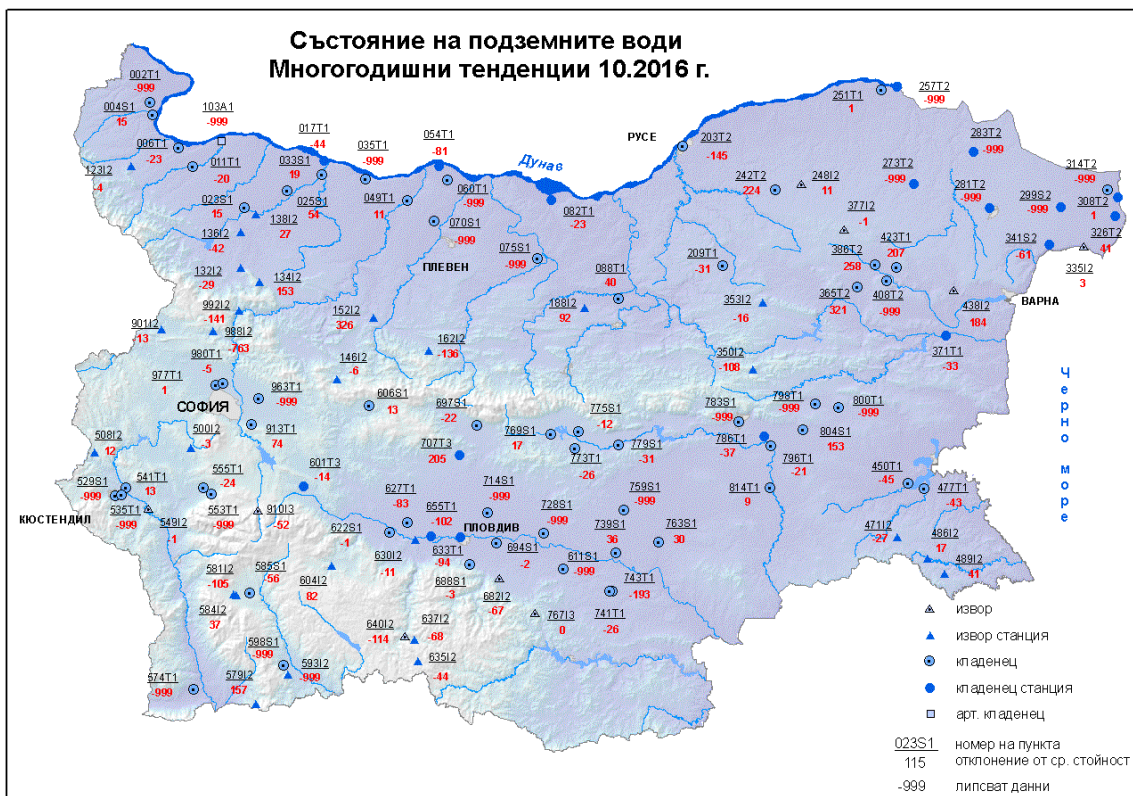 Състояние на подземните води
Многогодишни тенденции 10.2016 г.
002T1
-999
004S1
15
103A1
-999
006T1
-23
011T1
-20
123I2
4
017T1
-44
033S1
19
035T1
-999
054T1
-81
Дунав
РУСЕ
203T2
-145
251T1
1
257T2
-999
283T2
-999
314T2
-999
023S1
15
025S1
54
138I2
27
136I2
-42
049T1
11
060T1
-999
070S1
-999
ПЛЕВЕН
075S1
-999
082T1
-23
242T2
224
248I2
11
273T2
-999
281T2
-999
299S2
-999
308T2
1
326T2
41
377I2
-1
423T1
207
386T2
258
341S2
-61
335I2
3
ВАРНА
132I2
-29
134I2
153
992I2
-141
988I2
-763
901I2
-13
152I2
326
162I2
-136
146I2
-6
088T1
40
188I2
92
209T1
-31
353I2
-16
365T2
321
408T2
-999
438I2
184
371T1
-33
350I2
-108
980T1
-5
977T1
1
СОФИЯ
963T1
-999
913T1
74
606S1
13
697S1
-22
707T3
205
769S1
17
775S1
-12
773T1
-26
779S1
-31
783S1
-999
786T1
-37
798T1
-999
800T1
-999
804S1
153
796T1
-21
814T1
9
Черно море
508I2
12
500I2
-3
529S1
-999
541T1
13
555T1
-24
535T1
-999
КЮСТЕНДИЛ
549I2
-1
553T1
-999
910I3
-52
601T3
-14
627T1
-83
655T1
-102
714S1
-999
ПЛОВДИВ
728S1
-999
759S1
-999
739S1
36
763S1
30
450T1
-45
477T1
-43
471I2
-27
486I2
17
489I2
41
622S1
-1
630I2
-11
633T1
-94
694S1
-2
611S1
-999
688S1
-3
682I2
-67
743T1
-193
741T1
-26
767I3
0
581I2
-105
585S1
56
584I2
37
604I2
82
640I2
-114
637I2
-68
635I2
-44
598S1
-999
593I2
-999
579I2
157
574T1
-999
извор
извор станция
кладенец
кладенец станция
арт. кладенец
023S1 номер на пункта
115 отклонение от ср. стойност
-999 липсват данни